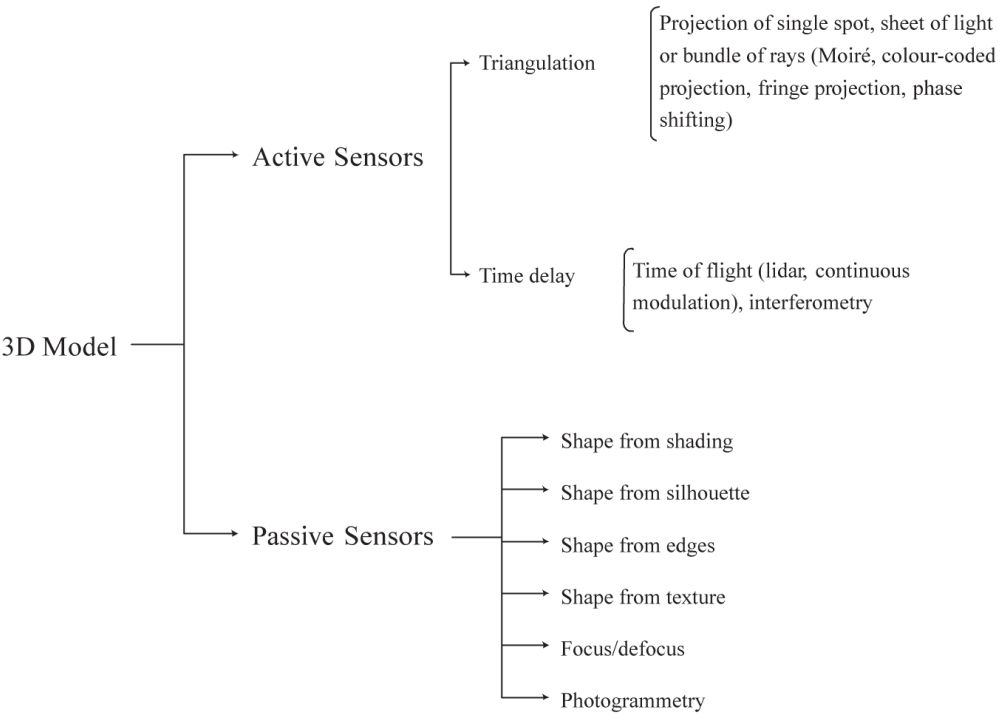 3D Model
Active Sensors
Triangulation
Projection of single spot, sheet of light
or bundle of rays (Moiré, colour-coded
projection, fringe projection, phase
shifting)
Time delay
Time of flight (lidar, continuous
modulation), interferometry
Passive Sensors
Shape from shading
Shape from silhouette
Shape from edges
Shape from texture
Focus/defocus
Photogrammetry